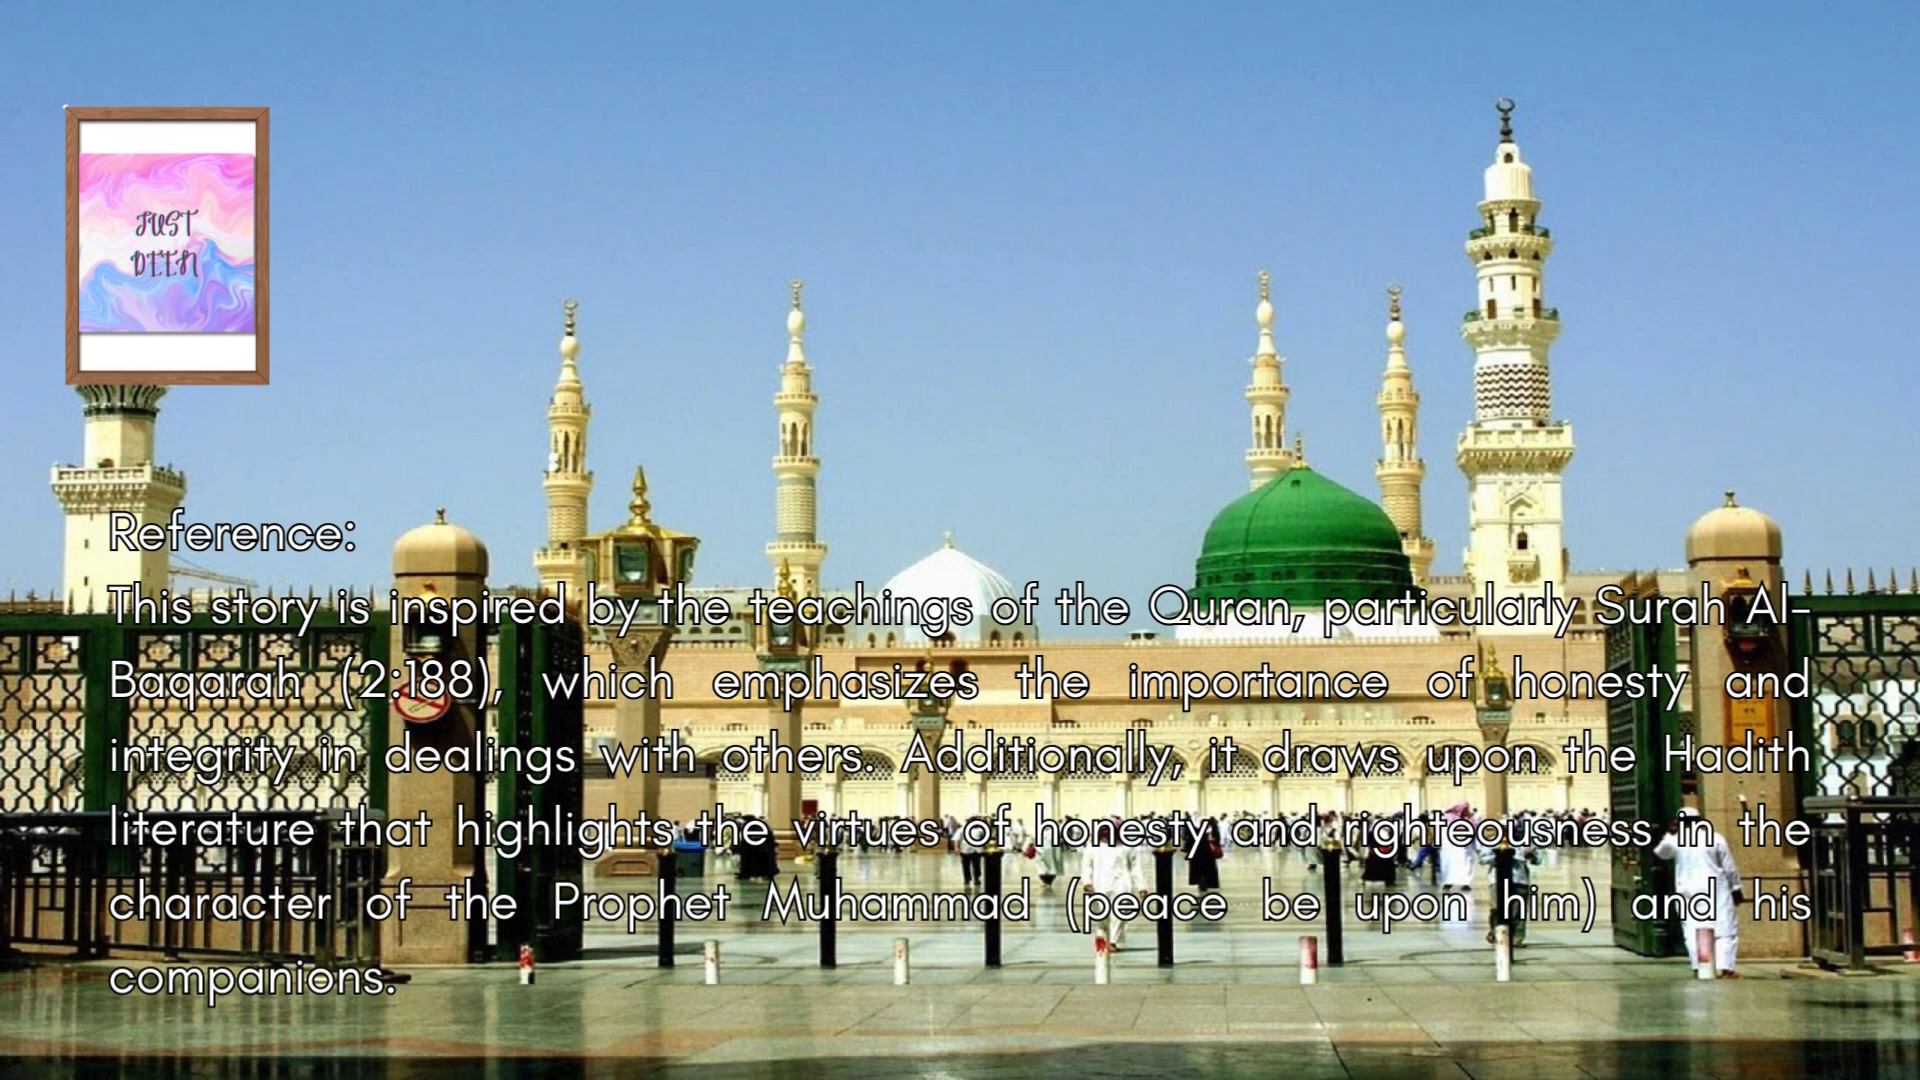 JUST
DEEN
Reference:
This story is inspired by the teachings of the Quran, particularly Surah Al-
Baqarah (2:188), which emphasizes the importance of honesty and
integrity in dealings with others. Additionally, it draws upon the Hadith
literature that highlights the virtues of honesty and righteousness in the
character of the Prophet Muhammad (peace be upon him) and his
companions.